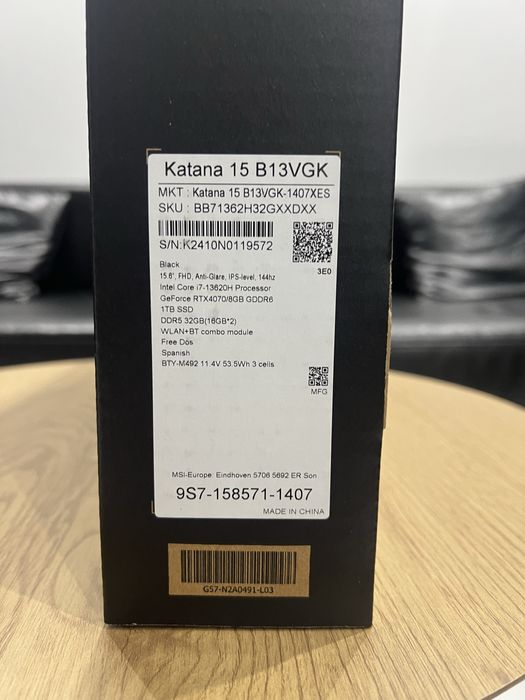 Katana 15 B13VGK
MKT : Katana 15 B13VGK-1407XES
SKU : BB71362H32GXXDXX
S/N:K2410N0119572
3E0
Black
15.6", FHD, Anti-Glare, IPS-level, 144hz
Intel Core i7-13620H Processor
GeForce RTX4070/8GB GDDR6
1TB SSD
DDR5 32GB(16GB*2)
WLAN+BT combo module
Free Dos
Spanish
BTY-M492 11.4V 53.5Wh 3 cells
MFG
MSI-Europe: Eindhoven 5706 5692 ER Son
9S7-158571-1407
MADE IN CHINA
G57-N2A0491-L03